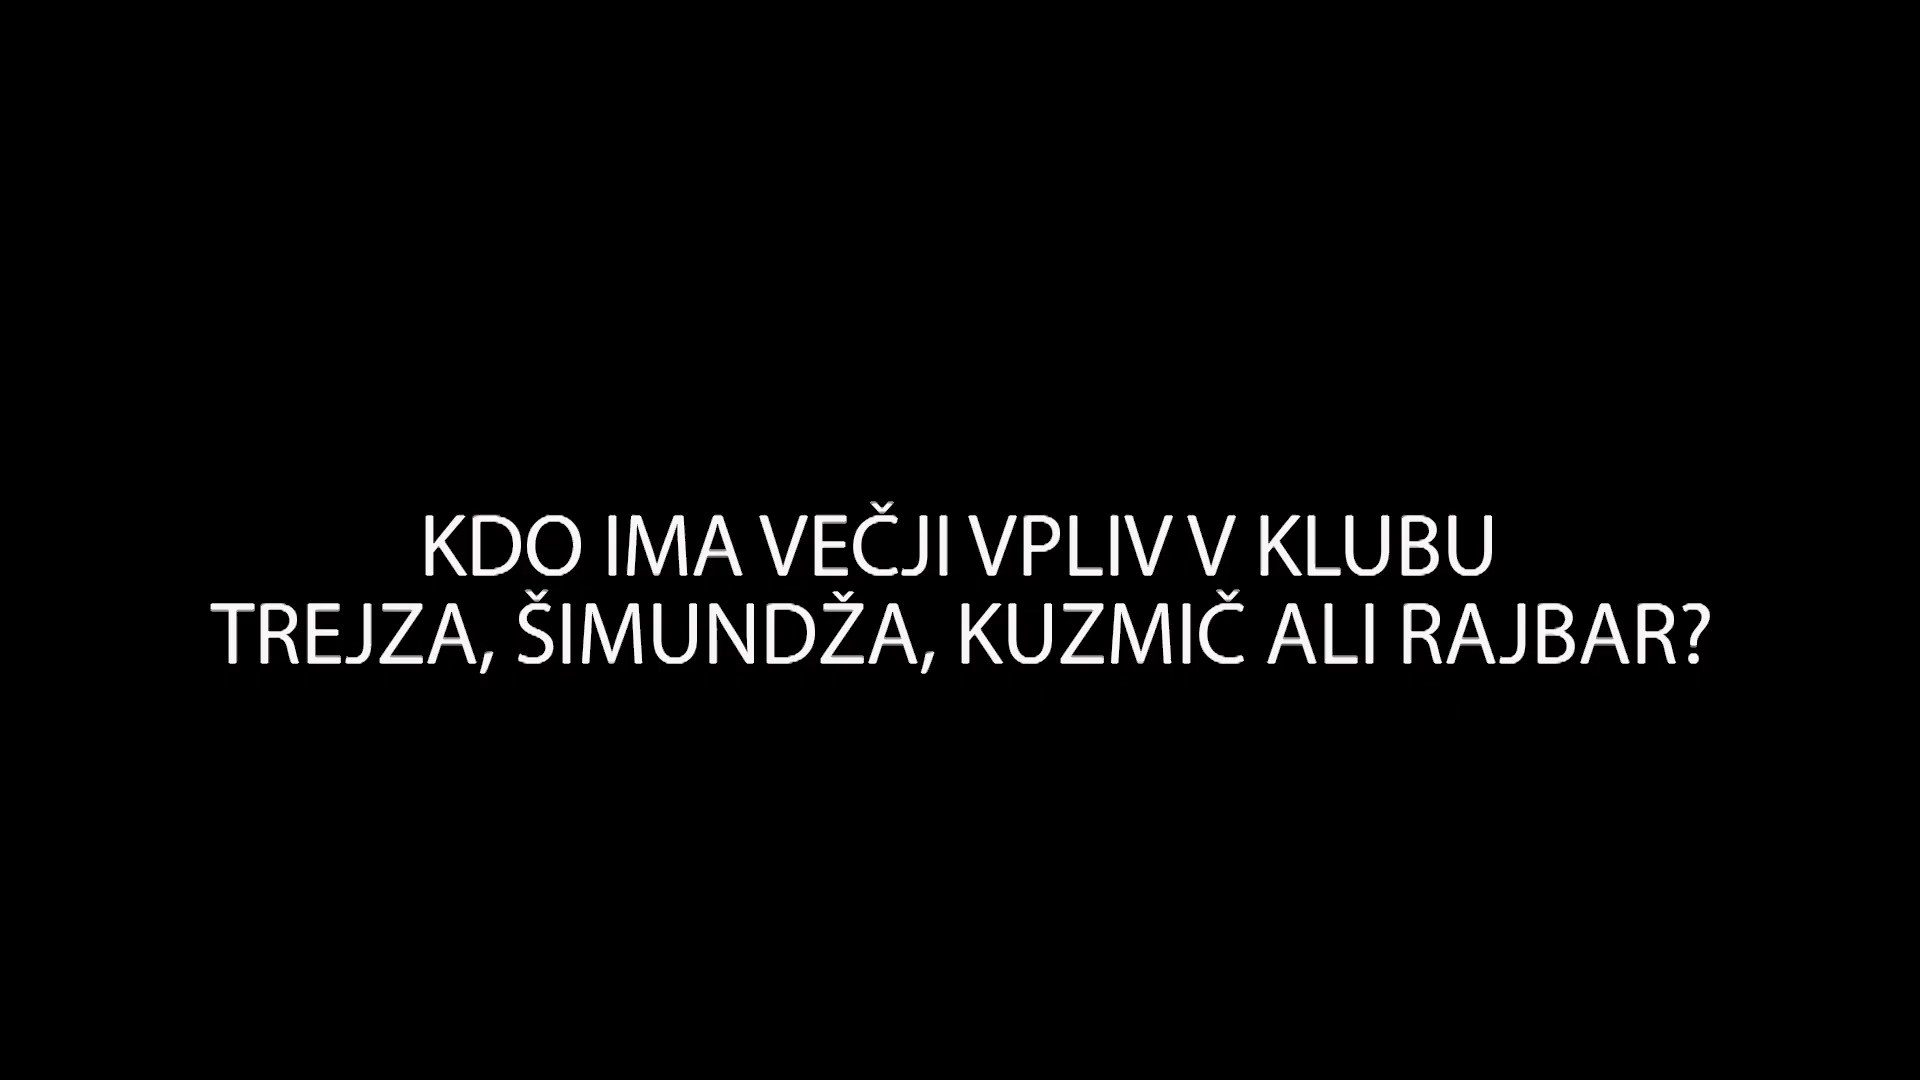 KDO IMA VEČJI VPLIV V KLUBU
TREJZA, ŠIMUNDŽA, KUZMIČ ALI RAJBAR?